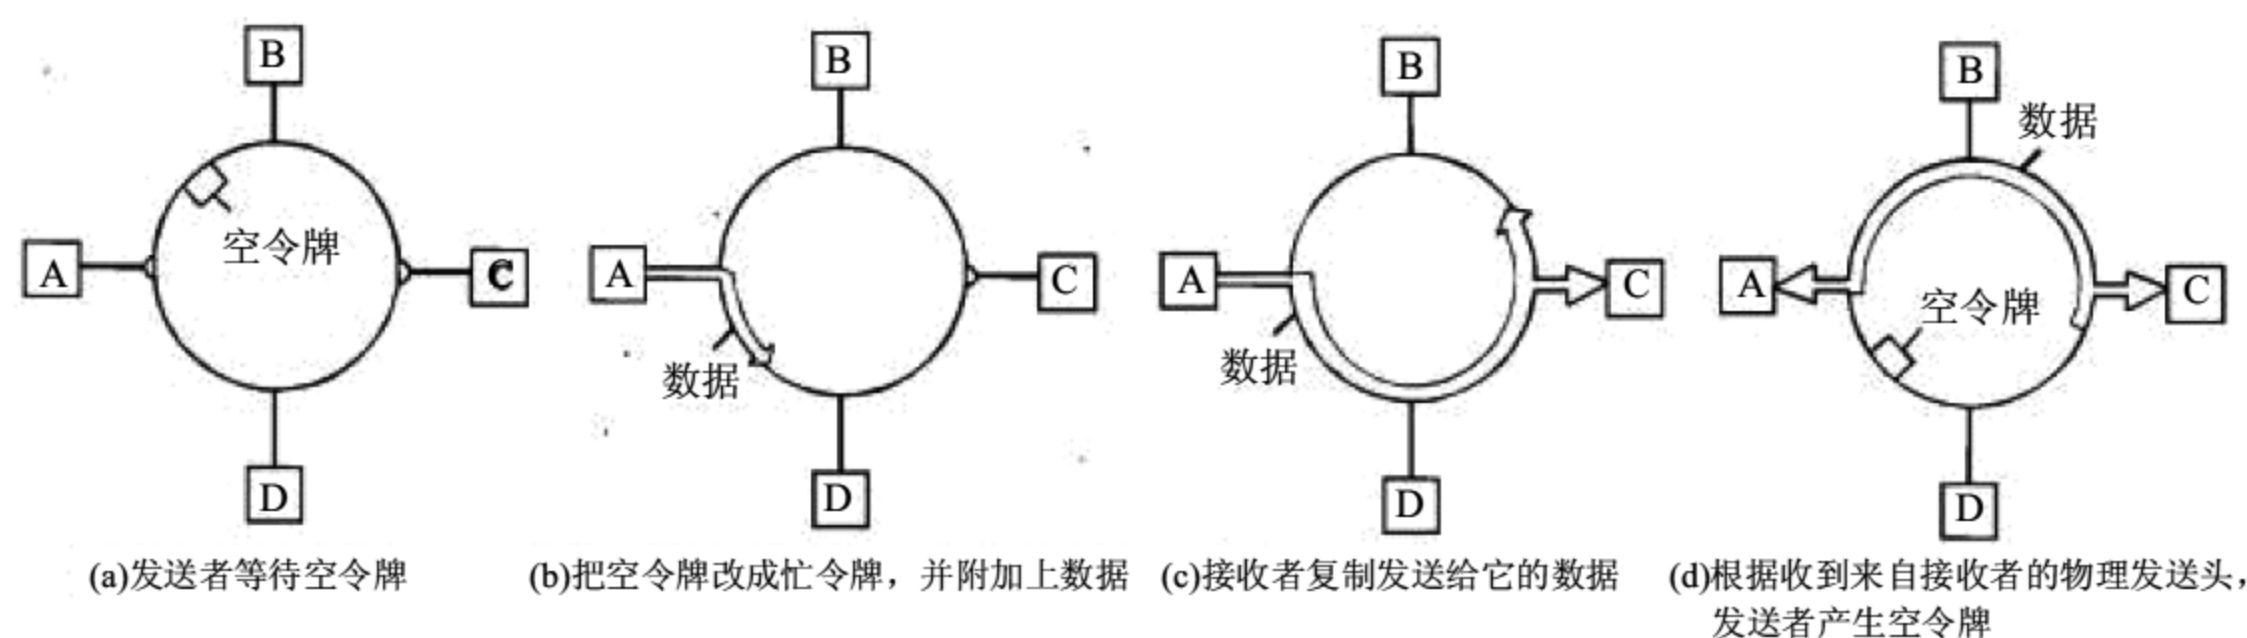 B
A
空令牌
C
D
(a)发送者等待空令牌
B
A
C
数据
D
(b)把空令牌改成忙令牌，并附加上数据
B
A
C
数据
D
(c)接收者复制发送给它的数据
B
数据
A
空令牌
C
D
(d)根据收到来自接收者的物理发送头，
发送者产生空令牌